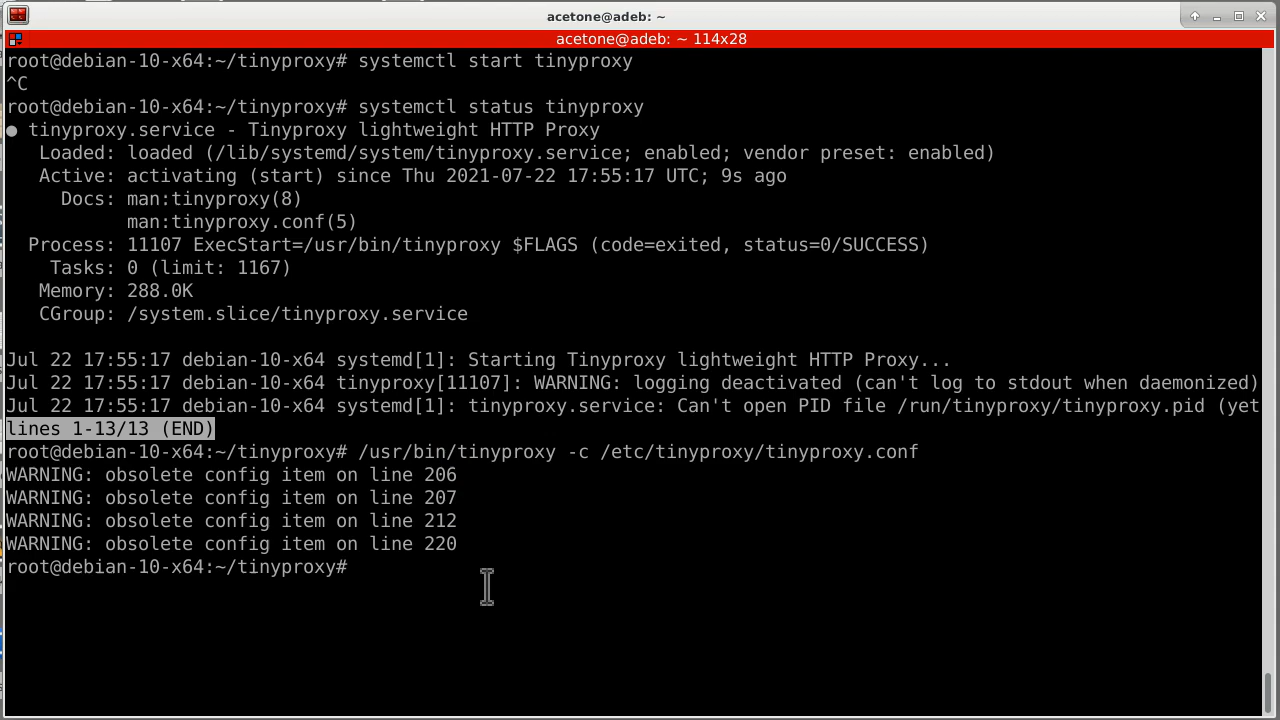 acetone@adeb: ~
acetone@adeb: ~ 114x28
root@debian-10-x64:~/tinyproxy# systemctl start tinyproxy
^C
root@debian-10-x64:~/tinyproxy# systemctl status tinyproxy
● tinyproxy.service - Tinyproxy lightweight HTTP Proxy
   Loaded: loaded (/lib/systemd/system/tinyproxy.service; enabled; vendor preset: enabled)
   Active: activating (start) since Thu 2021-07-22 17:55:17 UTC; 9s ago
     Docs: man:tinyproxy(8)
           man:tinyproxy.conf(5)
  Process: 11107 ExecStart=/usr/bin/tinyproxy $FLAGS (code=exited, status=0/SUCCESS)
    Tasks: 0 (limit: 1167)
   Memory: 288.0K
   CGroup: /system.slice/tinyproxy.service
Jul 22 17:55:17 debian-10-x64 systemd[1]: Starting Tinyproxy lightweight HTTP Proxy...
Jul 22 17:55:17 debian-10-x64 tinyproxy[11107]: WARNING: logging deactivated (can't log to stdout when daemonized)
Jul 22 17:55:17 debian-10-x64 systemd[1]: tinyproxy.service: Can't open PID file /run/tinyproxy/tinyproxy.pid (yet
lines 1-13/13 (END)
root@debian-10-x64:~/tinyproxy# /usr/bin/tinyproxy -c /etc/tinyproxy/tinyproxy.conf
WARNING: obsolete config item on line 206
WARNING: obsolete config item on line 207
WARNING: obsolete config item on line 212
WARNING: obsolete config item on line 220
root@debian-10-x64:~/tinyproxy#